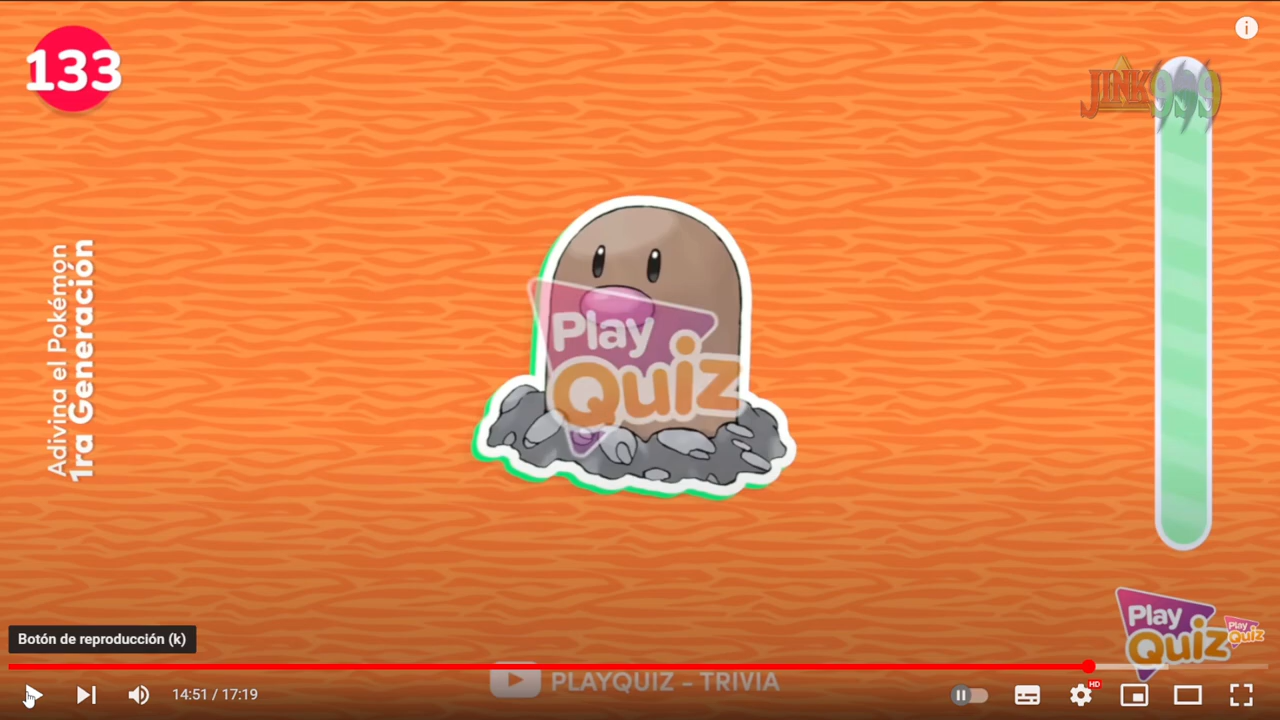 133
JINK999
Adivina el Pokémon
1ra Generación
Play
Quiz
Botón de reproducción (k)
Play
Quiz
Play
Quiz
PLAYQUIZ - TRIVIA
14:51 / 17:19
HD